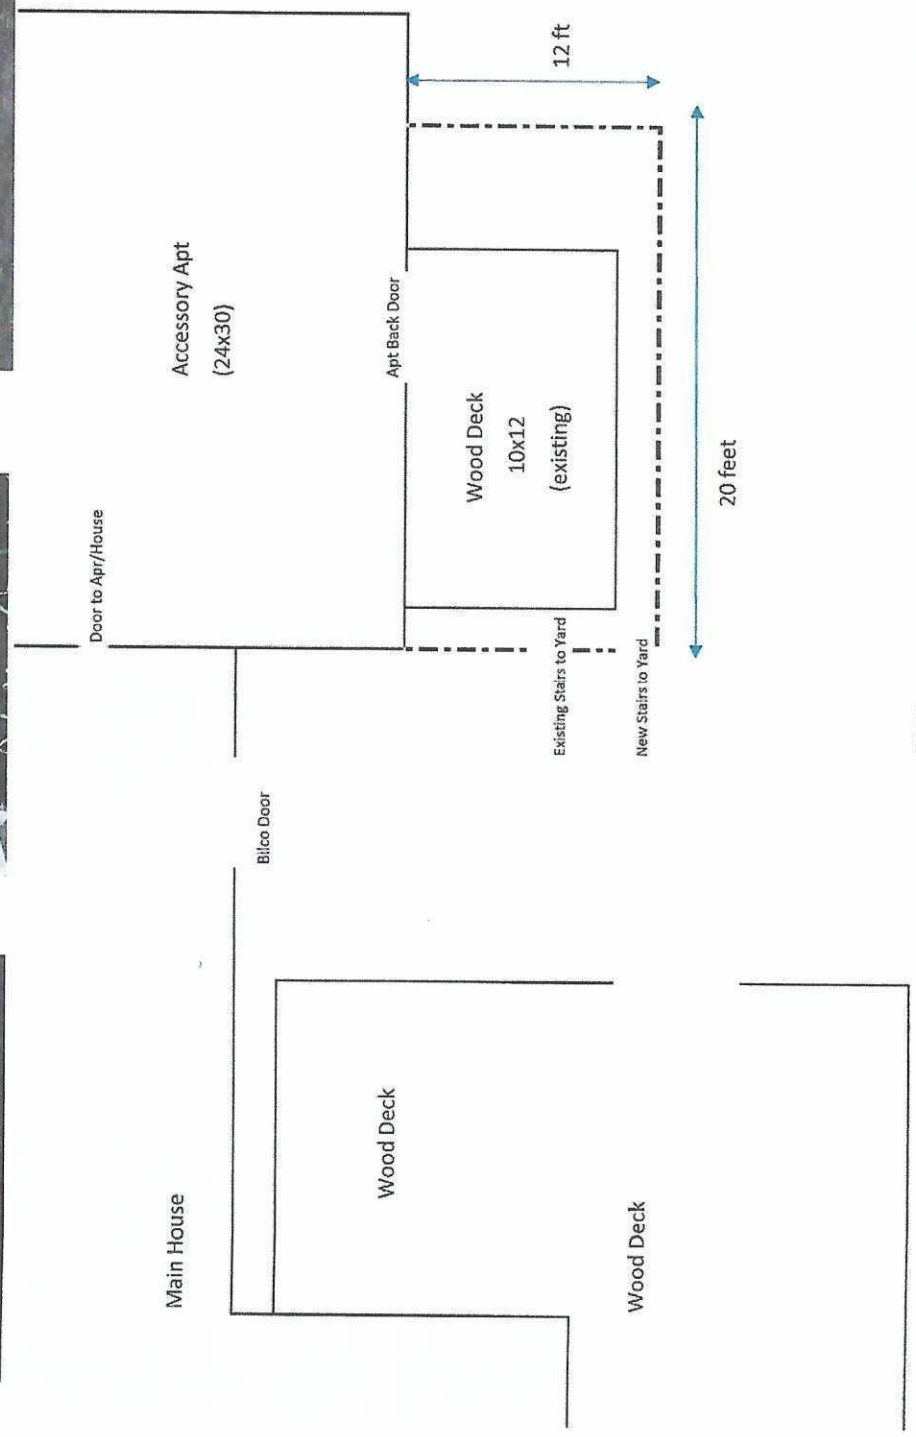 Main House
Wood Deck
Wood Deck
Bilco Door
Door to Apr/House
Accessory Apt
(24x30)
Apt Back Door
Wood Deck
10x12
(existing)
Existing Stairs to Yard
New Stairs to Yard
20 feet
12 ft